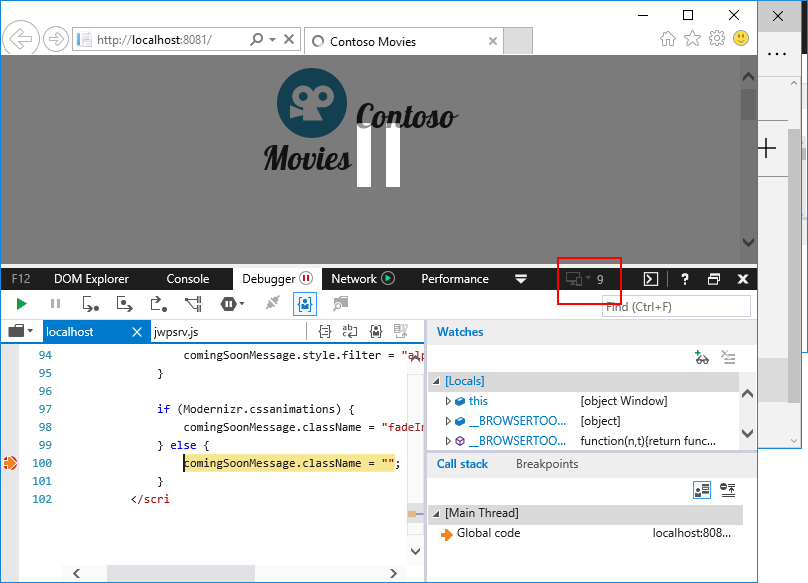 http://localhost:8081/
Contoso Movies
Contoso
Movies
F12 DOM Explorer Console Debugger Network Performance 9 ?
Find (Ctrl+F)
localhost jwpsrv.js
Watches
94 comingSoonMessage.style.filter = "alp
95 }
96
97 if (Modernizr.cssanimations) {
98 comingSoonMessage.className = "fadeIn
99 } else {
100 comingSoonMessage.className = "";
101 }
102 </scri
[Locals]
this [object Window]
__BROWSERTOO... [object]
__BROWSERTOO... function(n,t){return func...
Call stack Breakpoints
[Main Thread]
Global code localhost:808...